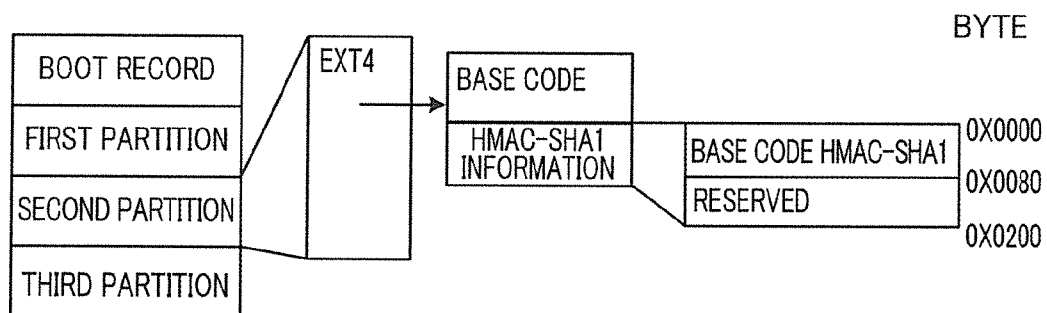 BYTE
BOOT RECORD
FIRST PARTITION
SECOND PARTITION
THIRD PARTITION
EXT4
BASE CODE
HMAC-SHA1
INFORMATION
BASE CODE HMAC-SHA1
RESERVED
0X0000
0X0080
0X0200